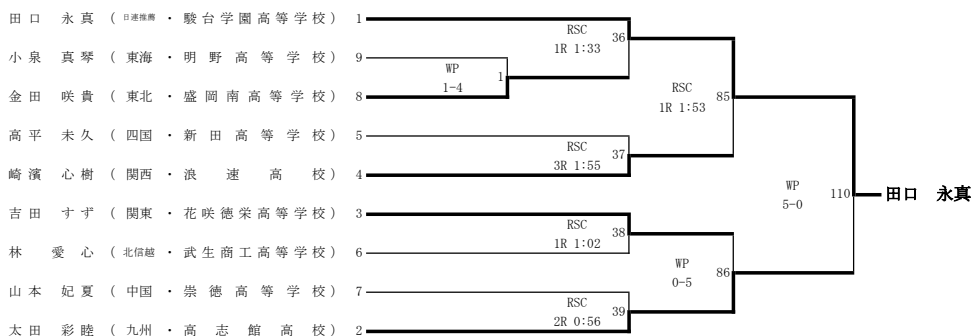 田口 永真 ( 日連推薦 ・ 駿台学園高等学校 ) 1
RSC 36
1R 1:33
小泉 真琴 ( 東海 ・ 明野高等学校 ) 9
WP 1
1-4
金田 咲貴 ( 東北 ・ 盛岡南高等学校 ) 8
RSC 85
1R 1:53
高平 未久 ( 四国 ・ 新田高等学校 ) 5
RSC 37
3R 1:55
崎濱 心樹 ( 関西 ・ 浪速高校 ) 4
WP 110 田口 永真
5-0
吉田 すず ( 関東 ・ 花咲徳栄高等学校 ) 3
RSC 38
1R 1:02
林 愛心 ( 北信越 ・ 武生商工高等学校 ) 6
WP 86
0-5
山本 妃夏 ( 中国 ・ 崇徳高等学校 ) 7
RSC 39
2R 0:56
太田 彩睦 ( 九州 ・ 高志館高校 ) 2